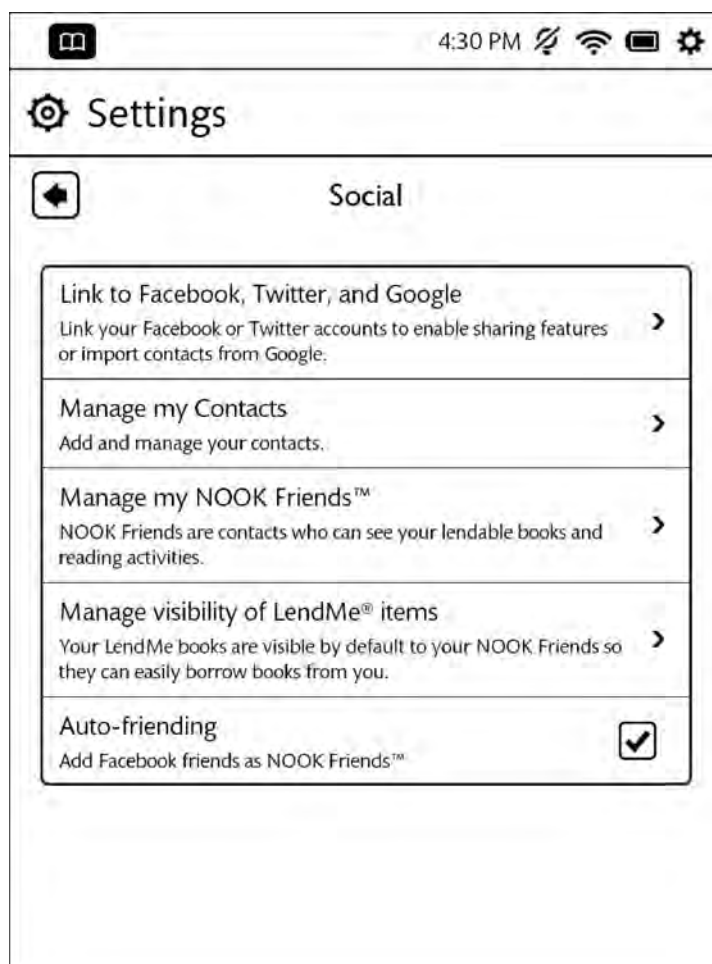 4:30 PM
Settings
Social
Link to Facebook, Twitter, and Google
Link your Facebook or Twitter accounts to enable sharing features
or import contacts from Google.
Manage my Contacts
Add and manage your contacts.
Manage my NOOK Friends™
NOOK Friends are contacts who can see your lendable books and
reading activities.
Manage visibility of LendMe® items
Your LendMe books are visible by default to your NOOK Friends so
they can easily borrow books from you.
Auto-friending
Add Facebook friends as NOOK Friends™